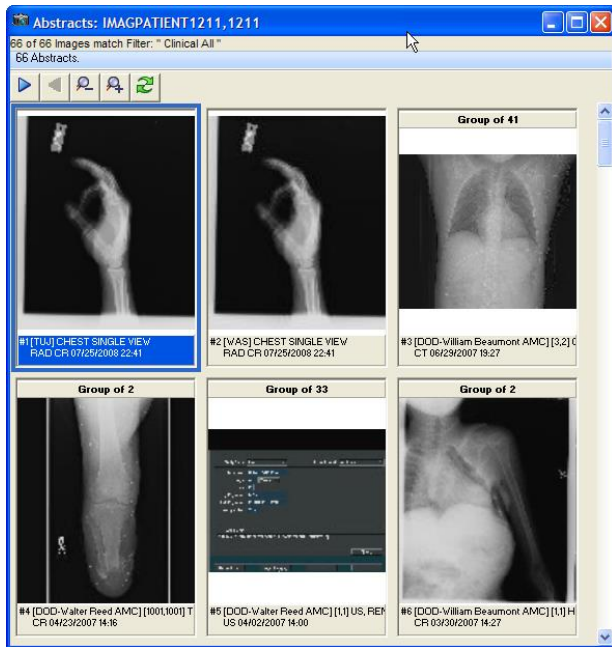 Abstracts: IMAGPATIENT1211,1211
66 of 66 Images match Filter: " Clinical All "
66 Abstracts.
Group of 41
#1 [TUJ] CHEST SINGLE VIEW
RAD CR 07/25/2008 22:41
#2 [WAS] CHEST SINGLE VIEW
RAD CR 07/25/2008 22:41
#3 [DOD-William Beaumont AMC] [3,2]
CT 06/29/2007 19:27
Group of 2
Group of 33
Group of 2
#4 [DOD-Walter Reed AMC] [1001,1001] T
CR 04/23/2007 14:16
#5 [DOD-Walter Reed AMC] [1,1] US, REN
US 04/02/2007 14:00
#6 [DOD-William Beaumont AMC] [1,1] H
CR 03/30/2007 14:27